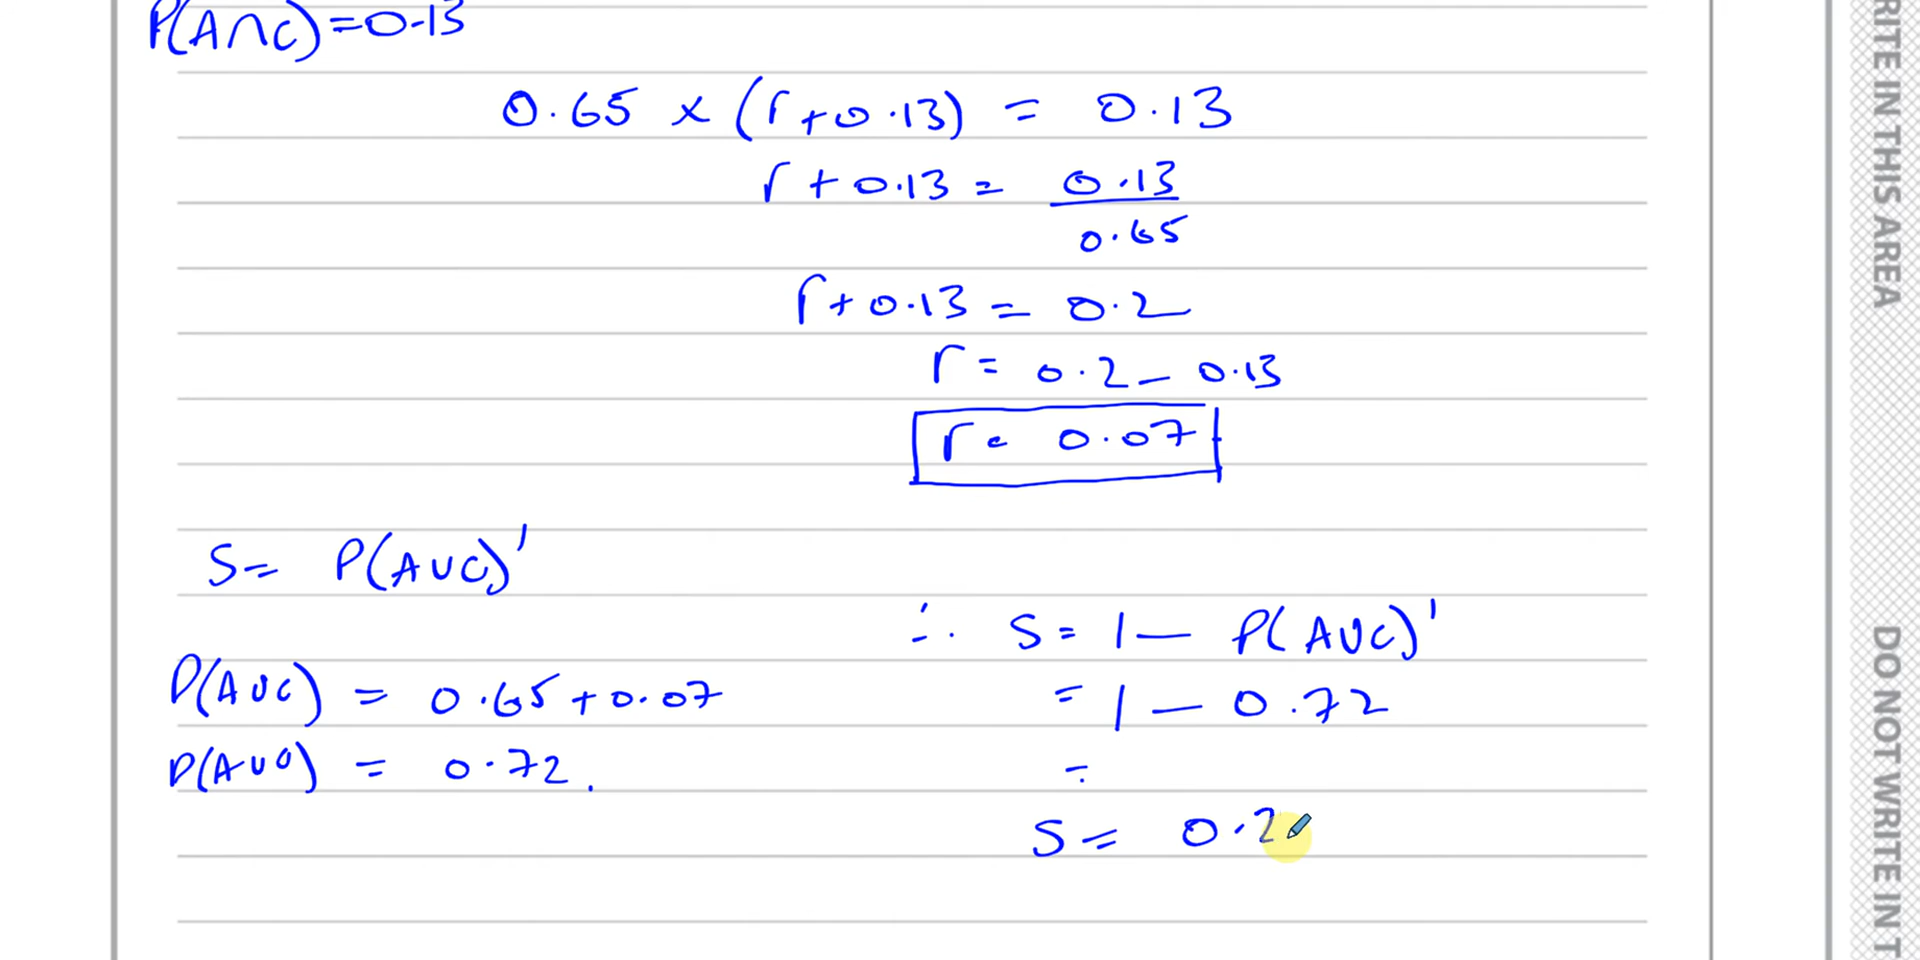 P(A∩C)=0.13
0.65 × (r+0.13) = 0.13
r + 0.13 = 0.13/0.65
r+0.13 = 0.2
r = 0.2 – 0.13
r = 0.07
S= P(A∪C)'
∴ S = 1 – P(A∪C)'
P(A∪C) = 0.65+0.07
= 1 – 0.72
P(A∪C) = 0.72.
=
S = 0.2
RITE IN THIS AREA
DO NOT WRITE IN T